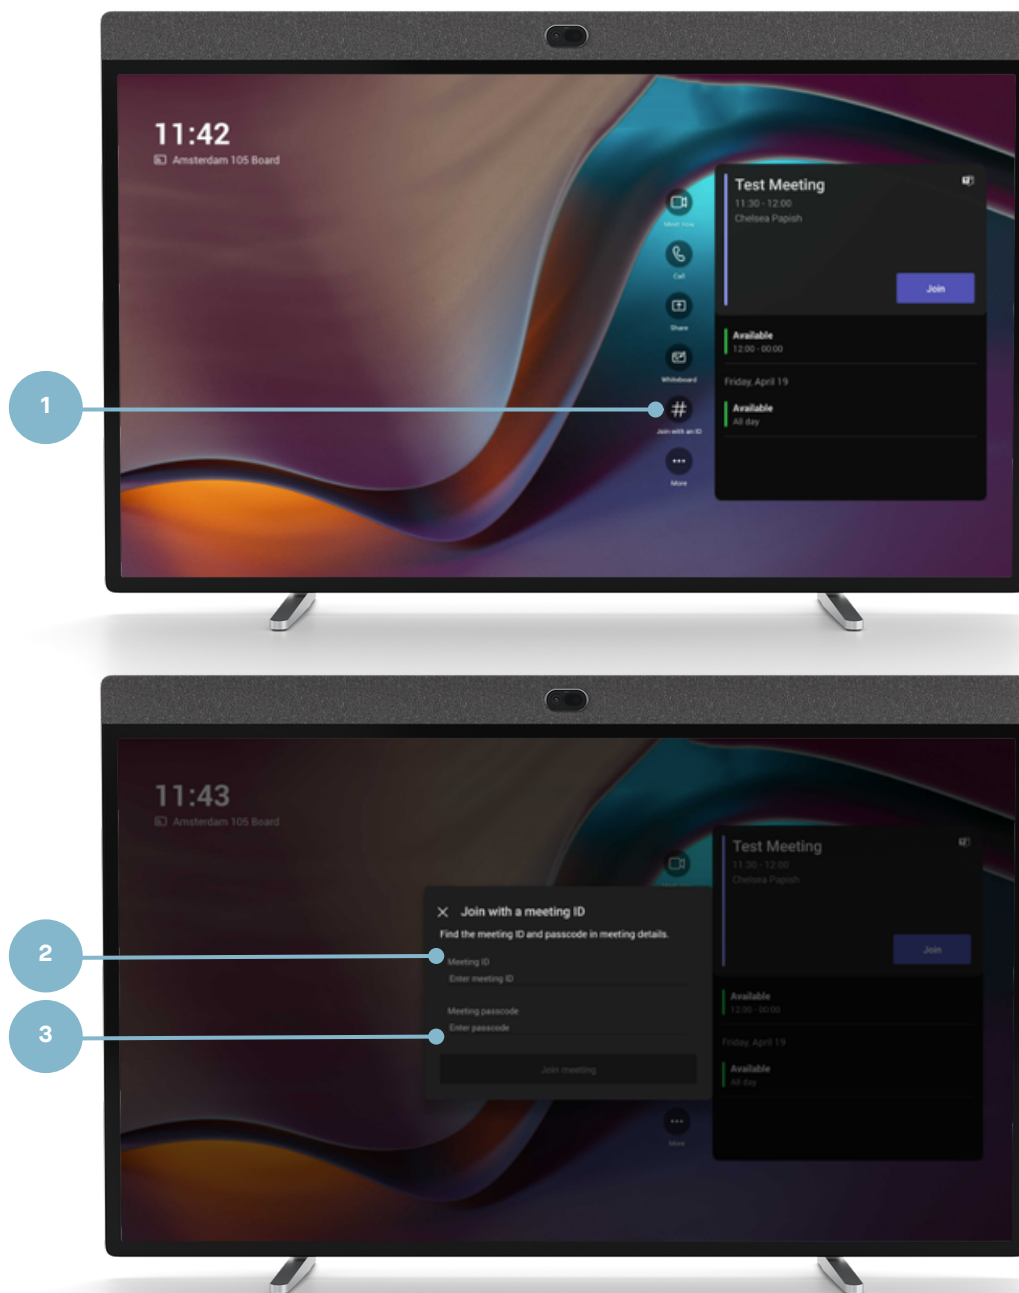 11:42
Amsterdam 105 Board
Test Meeting
11:30 - 12:00
Chelsea Papish
Join
Meet now
Call
Share
Whiteboard
Join with an ID
More
Available
12:00 - 00:00
Friday, April 19
Available
All day
1
11:43
Amsterdam 105 Board
Test Meeting
11:30 - 12:00
Chelsea Papish
Join
Join with a meeting ID
Find the meeting ID and passcode in meeting details.
Meeting ID
Enter meeting ID
Meeting passcode
Enter passcode
Join meeting
Available
12:00 - 00:00
Friday, April 19
Available
All day
More
2
3